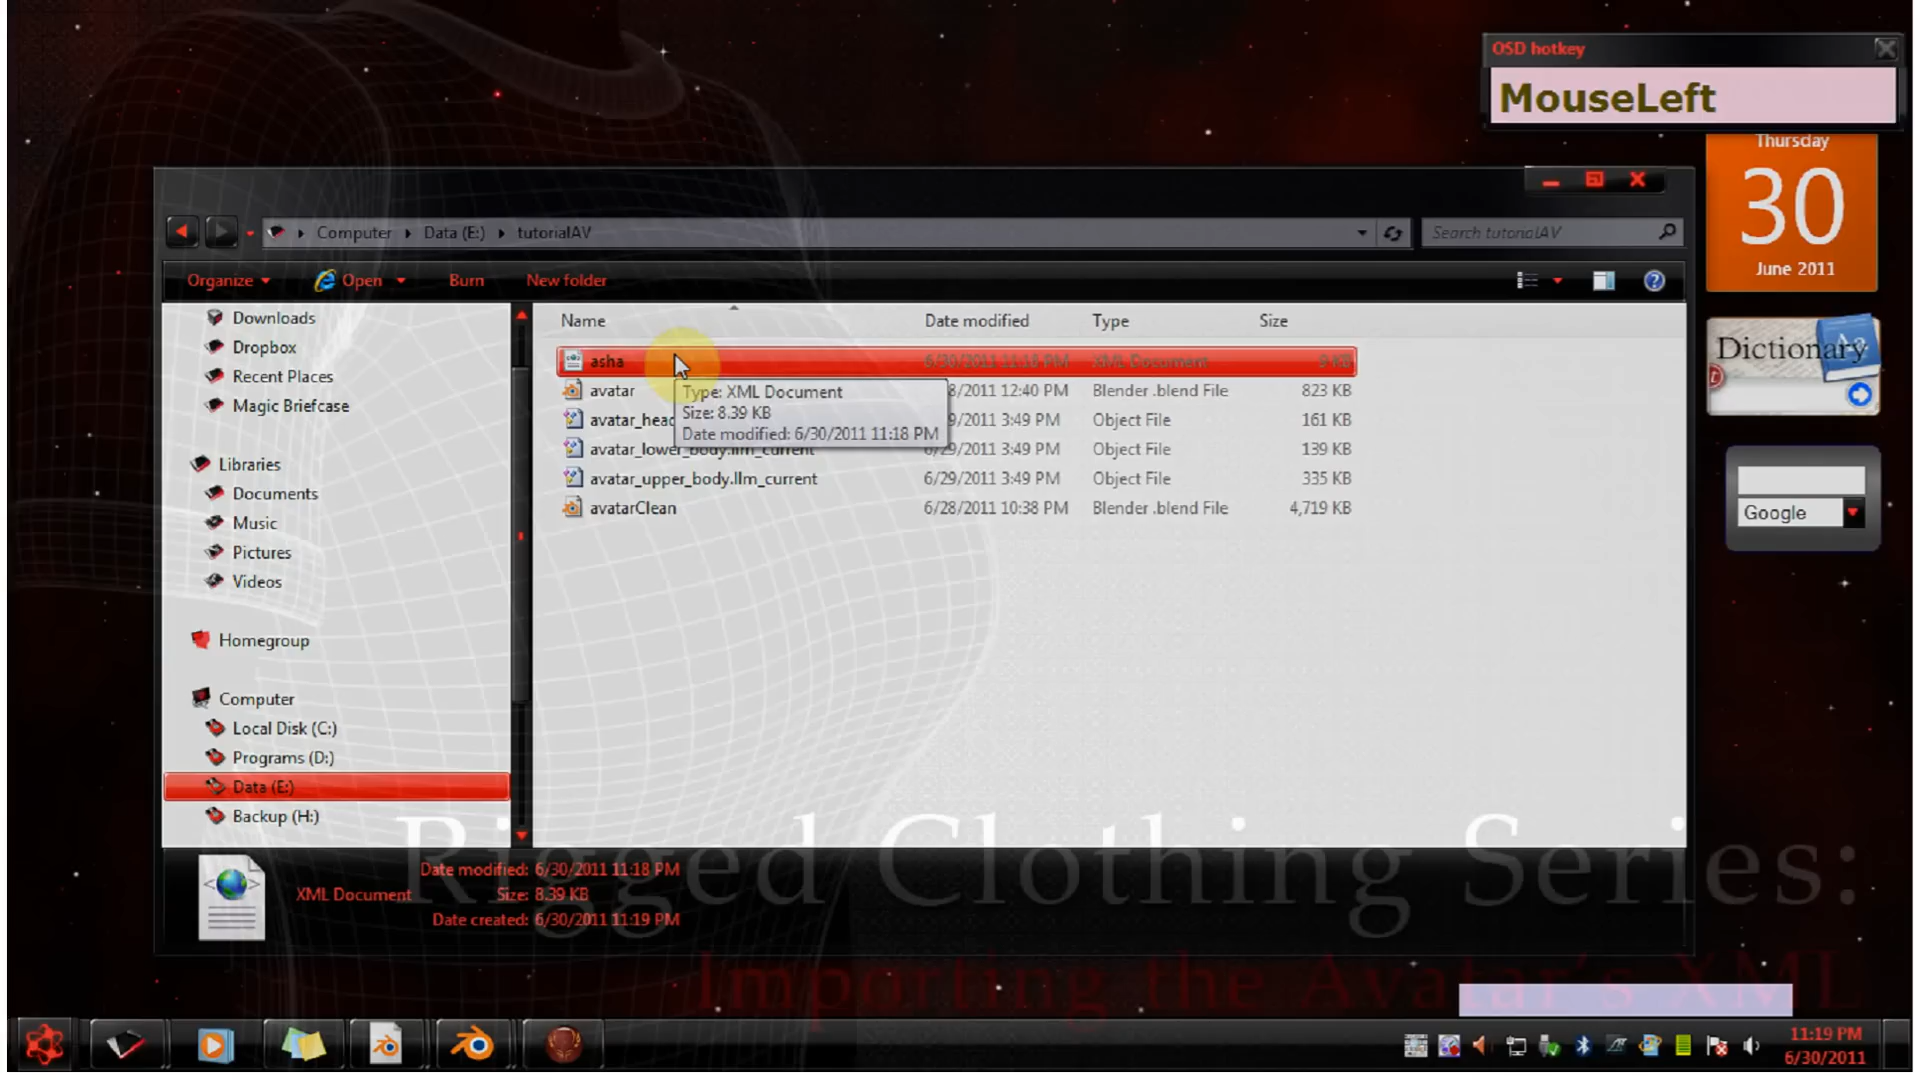 OSD hotkey
MouseLeft
Thursday
30
June 2011
Computer Data (E:) tutorialAV
Search tutorialAV
Organize Open Burn New folder
Dictionary
Google
Downloads
Dropbox
Recent Places
Magic Briefcase
Libraries
Documents
Music
Pictures
Videos
Homegroup
Computer
Local Disk (C:)
Programs (D:)
Data (E:)
Backup (H:)
Name Date modified Type Size
asha 6/30/2011 11:18 PM XML Document 9 KB
avatar 8/2011 12:40 PM Blender .blend File 823 KB
avatar_head 9/2011 3:49 PM Object File 161 KB
avatar_lower_body.llm_current 6/29/2011 3:49 PM Object File 139 KB
avatar_upper_body.llm_current 6/29/2011 3:49 PM Object File 335 KB
avatarClean 6/28/2011 10:38 PM Blender .blend File 4,719 KB
Type: XML Document
Size: 8.39 KB
Date modified: 6/30/2011 11:18 PM
Date modified: 6/30/2011 11:18 PM
XML Document Size: 8.39 KB
Date created: 6/30/2011 11:19 PM
Rigged Clothing Series:
Importing the Avatar's XML
11:19 PM
6/30/2011